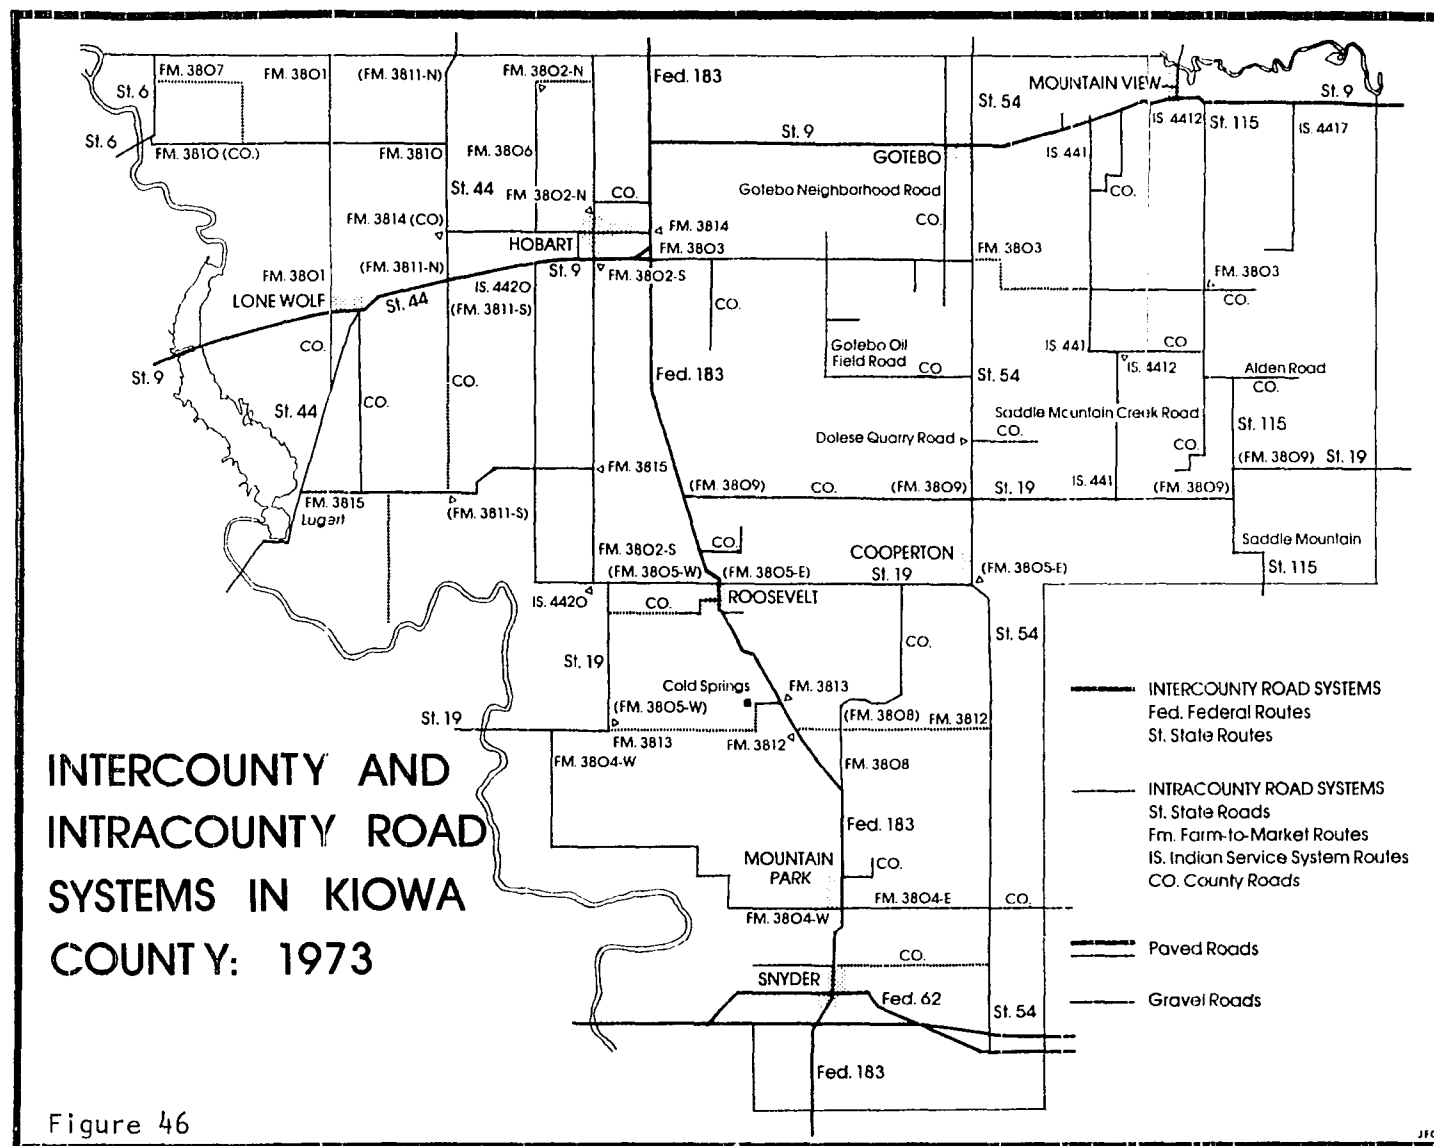 FM. 3807
FM. 3801
(FM. 3811-N)
FM. 3802-N
Fed. 183
MOUNTAIN VIEW
St. 6
St. 54
St. 9
St. 6
FM. 3810 (CO.)
FM. 3810
FM. 3806
St. 9
GOTEBO
IS. 441
IS. 4412
St. 115
IS. 4417
St. 44
FM. 3802-N
CO.
Gotebo Neighborhood Road
CO.
CO.
FM. 3814 (CO)
FM. 3814
HOBART
FM. 3803
FM. 3803
(FM. 3811-N)
St. 9
FM. 3802-S
FM. 3801
IS. 4420
FM. 3803
CO.
LONE WOLF
St. 44
(FM. 3811-S)
CO.
CO.
Gotebo Oil
Field Road
CO
IS. 441
CO
IS. 4412
St. 9
CO.
Fed. 183
St. 54
Alden Road
CO.
St. 44
CO.
Saddle Mountain Creek Road
CO.
St. 115
Dolese Quarry Road
CO.
FM. 3815
(FM. 3809)
St. 19
FM. 3815
Lugert
(FM. 3811-S)
(FM. 3809)
CO.
(FM. 3809)
St. 19
IS. 441
(FM. 3809)
FM. 3802-S
CO.
COOPERTON
Saddle Mountain
(FM. 3805-W)
(FM. 3805-E)
St. 19
(FM. 3805-E)
St. 115
IS. 4420
CO.
ROOSEVELT
St. 19
CO.
St. 54
Cold Springs
FM. 3813
(FM. 3805-W)
St. 19
(FM. 3808)
FM. 3812
FM. 3813
FM. 3812
FM. 3804-W
FM. 3808
Fed. 183
MOUNTAIN
PARK
CO.
FM. 3804-E
CO.
FM. 3804-W
CO.
SNYDER
Fed. 62
St. 54
Fed. 183
INTERCOUNTY ROAD SYSTEMS
Fed. Federal Routes
St. State Routes
INTRACOUNTY ROAD SYSTEMS
St. State Roads
Fm. Farm-to-Market Routes
IS. Indian Service System Routes
CO. County Roads
Paved Roads
Gravel Roads
INTERCOUNTY AND
INTRACOUNTY ROAD
SYSTEMS IN KIOWA
COUNTY: 1973
Figure 46